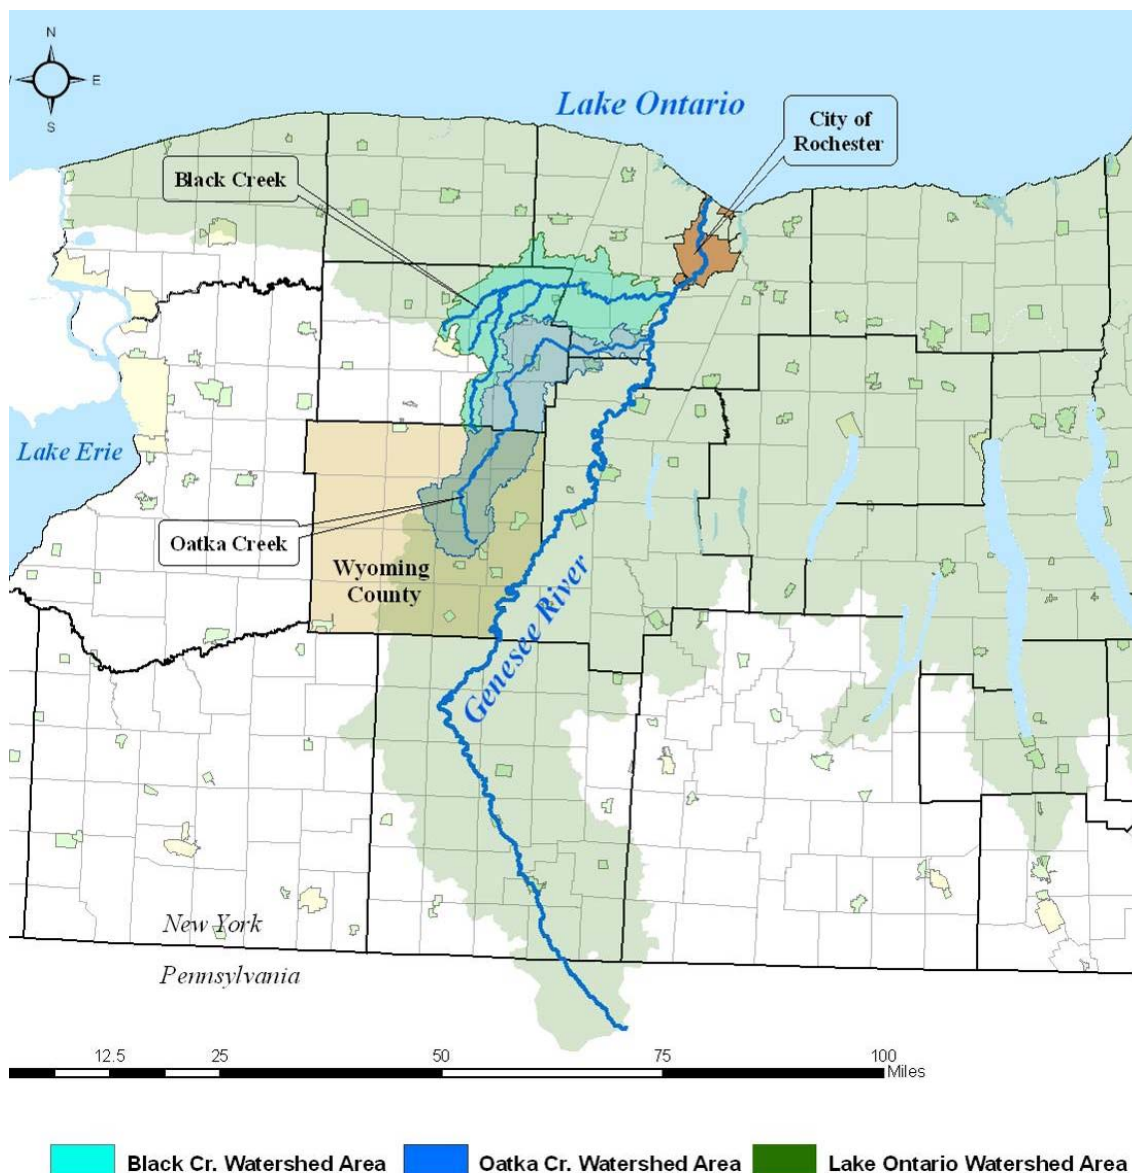 N
E
S
Lake Ontario
City of
Rochester
Black Creek
Lake Erie
Oatka Creek
Wyoming
County
Genesee River
New York
Pennsylvania
12.5 25 50 75 100
Miles
Black Cr. Watershed Area Oatka Cr. Watershed Area Lake Ontario Watershed Area